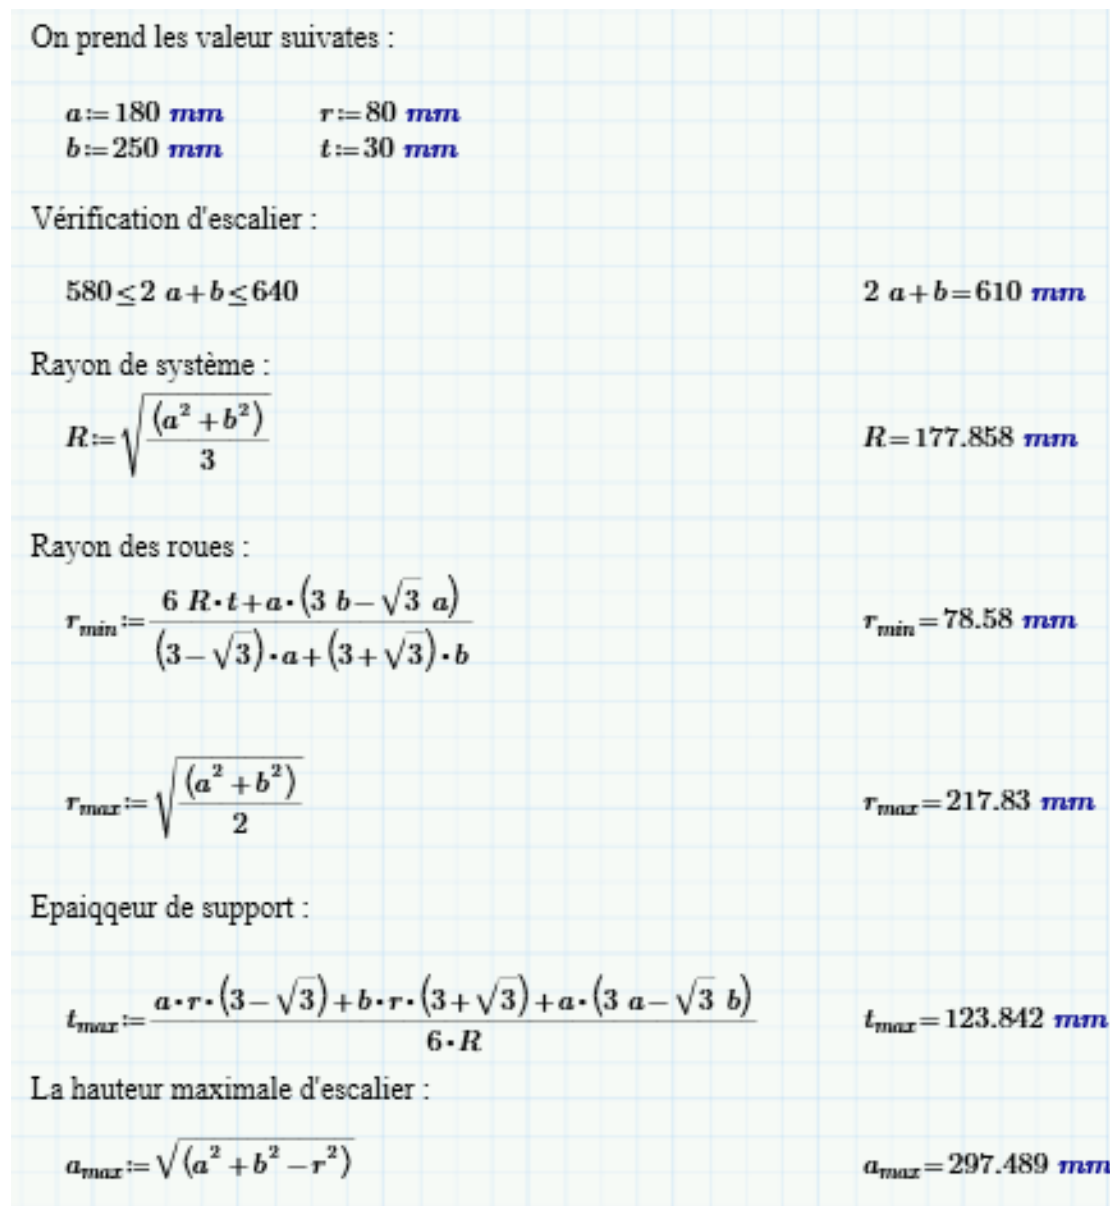 On prend les valeur suivates :
a:=180 mm r:=80 mm
b:=250 mm t:=30 mm
Vérification d'escalier :
580≤2 a+b≤640 2 a+b=610 mm
Rayon de système :
R:=√((a²+b²)/3) R=177.858 mm
Rayon des roues :
r_min:=(6 R·t+a·(3 b−√3 a))/((3−√3)·a+(3+√3)·b) r_min=78.58 mm
r_max:=√((a²+b²)/2) r_max=217.83 mm
Epaiqqeur de support :
t_max:=(a·r·(3−√3)+b·r·(3+√3)+a·(3 a−√3 b))/(6·R) t_max=123.842 mm
La hauteur maximale d'escalier :
a_max:=√(a²+b²−r²) a_max=297.489 mm